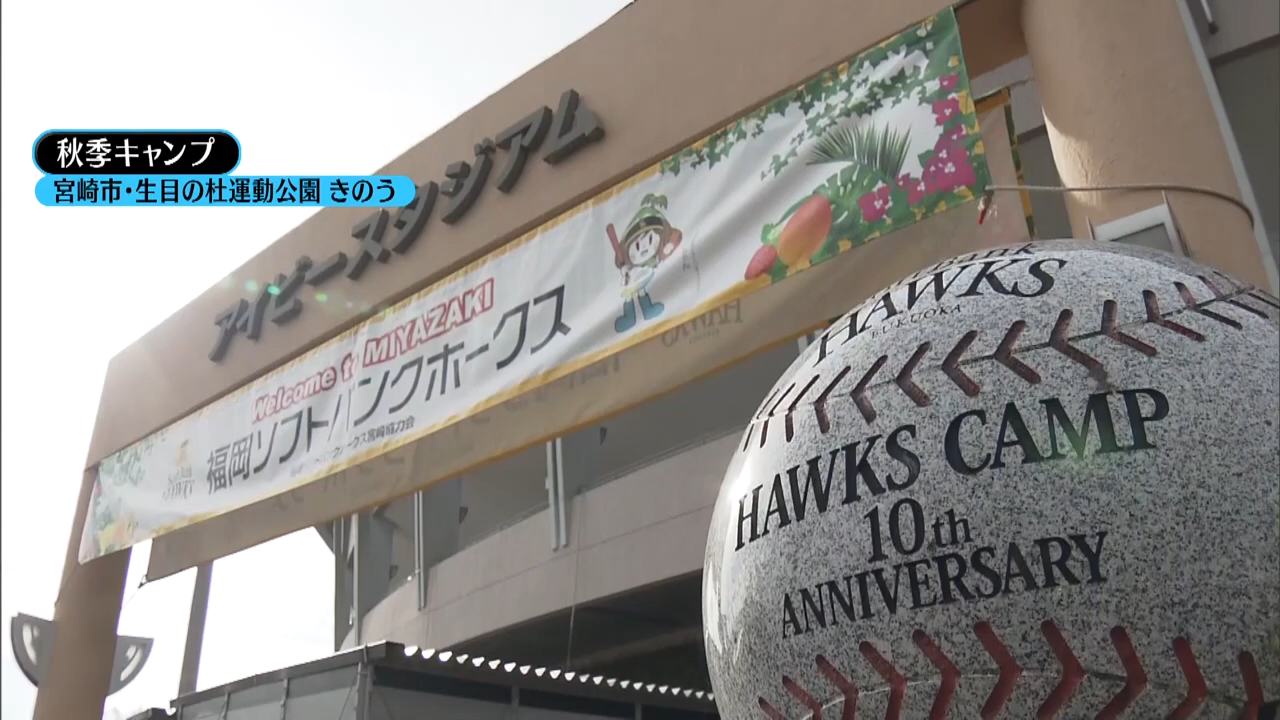 秋季キャンプ
宮崎市・生目の杜運動公園 きのう
アイビースタジアム
Welcome to MIYAZAKI
福岡ソフトバンクホークス
HAWKS
FUKUOKA
HAWKS CAMP
10th
ANNIVERSARY